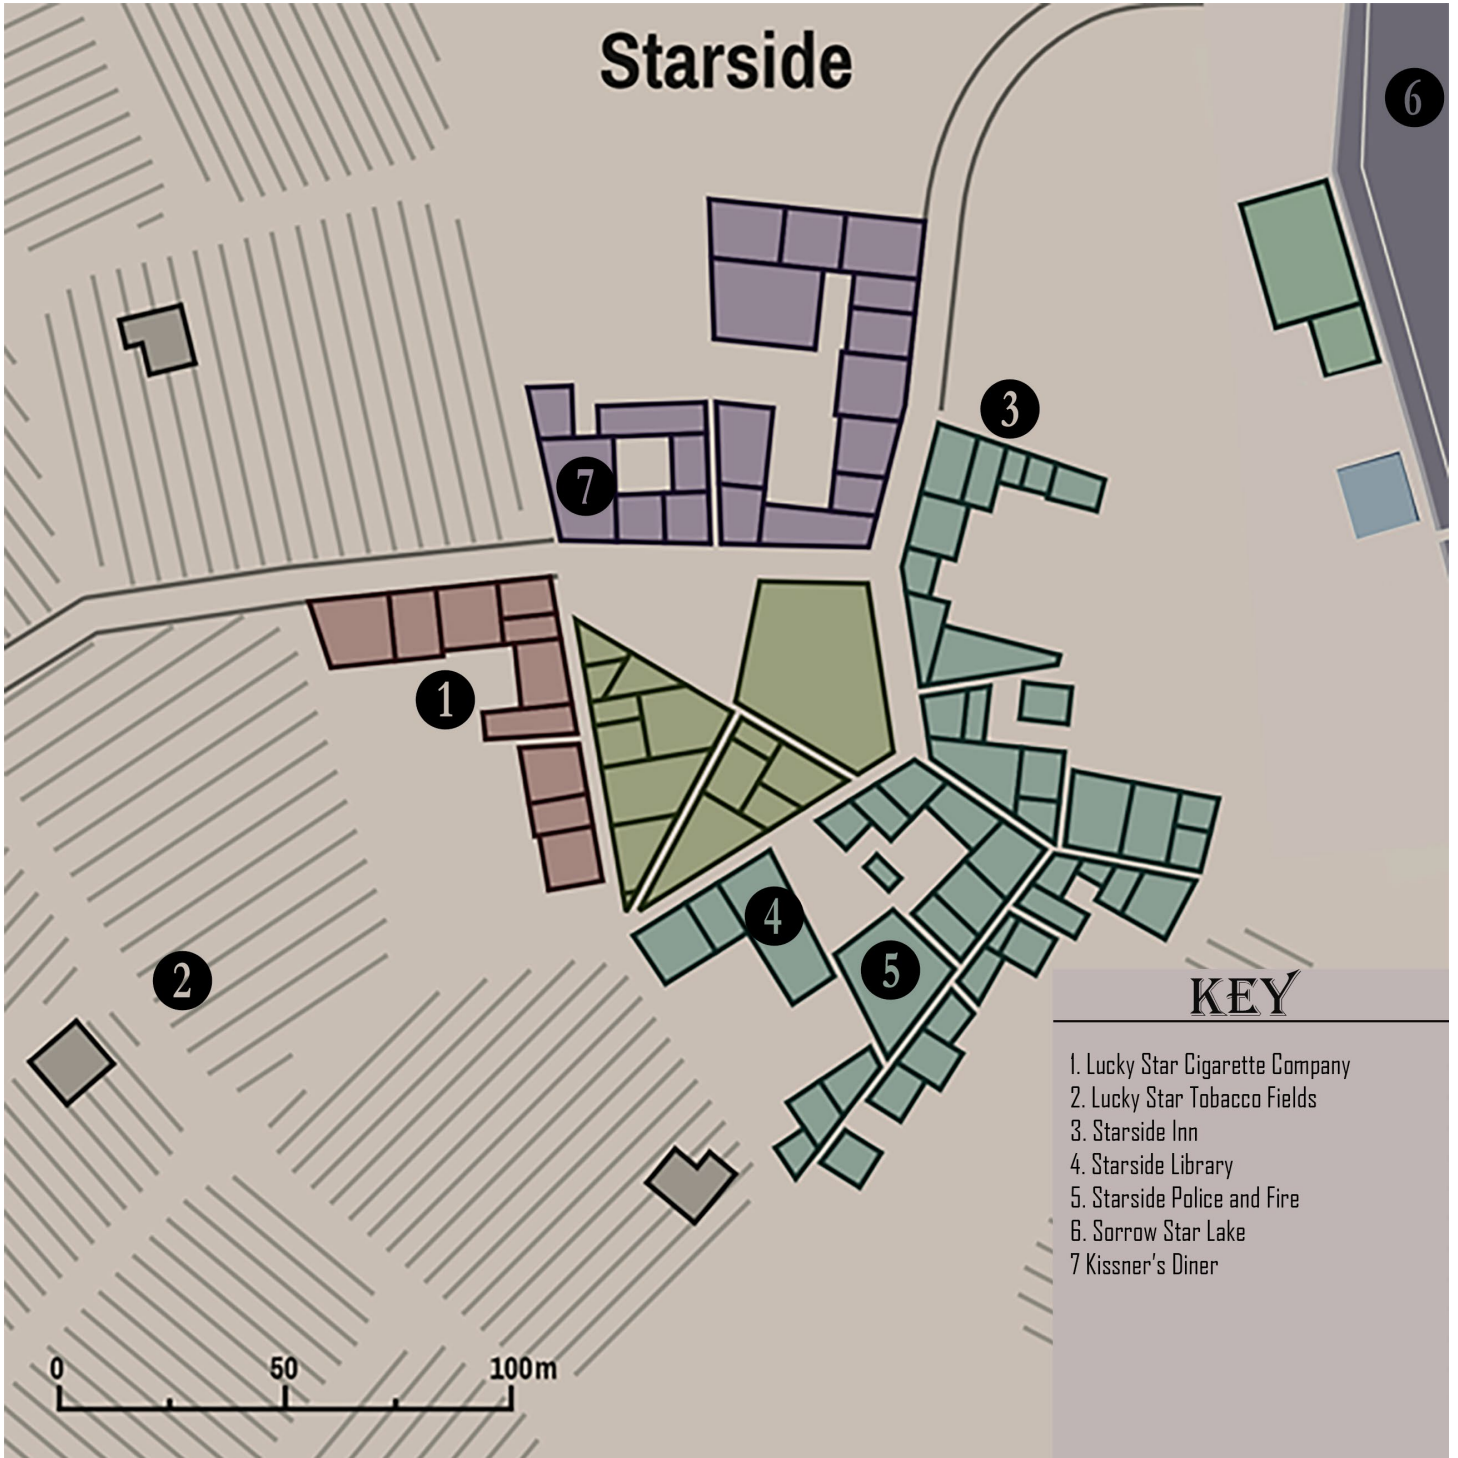 Starside
6
3
7
1
4
5
2
KEY
1. Lucky Star Cigarette Company
2. Lucky Star Tobacco Fields
3. Starside Inn
4. Starside Library
5. Starside Police and Fire
6. Sorrow Star Lake
7 Kissner's Diner
0 50 100m